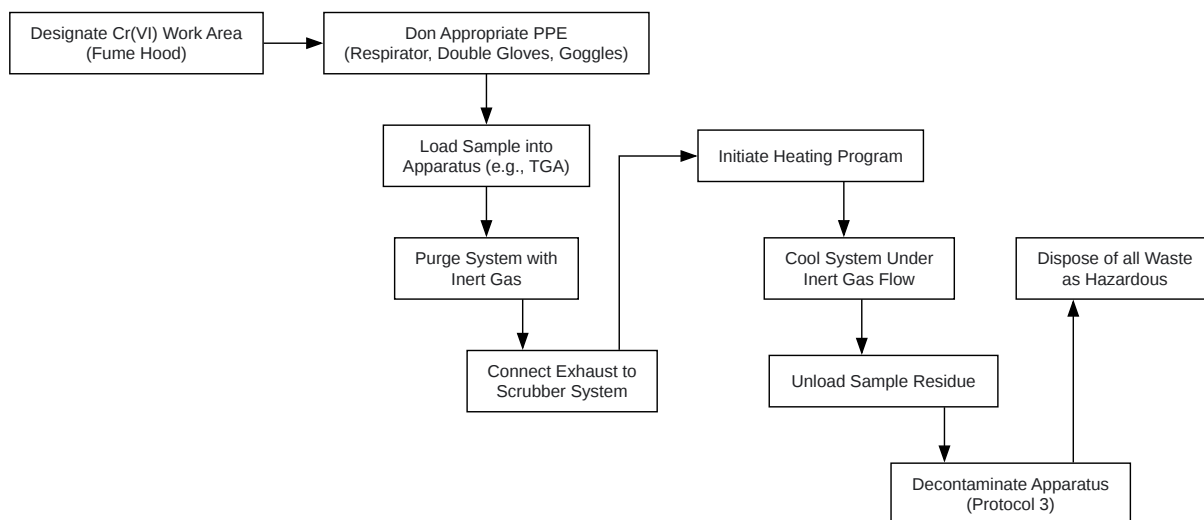 Designate Cr(VI) Work Area
(Fume Hood)
Don Appropriate PPE
(Respirator, Double Gloves, Goggles)
Load Sample into
Apparatus (e.g., TGA)
Purge System with
Inert Gas
Connect Exhaust to
Scrubber System
Initiate Heating Program
Cool System Under
Inert Gas Flow
Unload Sample Residue
Decontaminate Apparatus
(Protocol 3)
Dispose of all Waste
as Hazardous